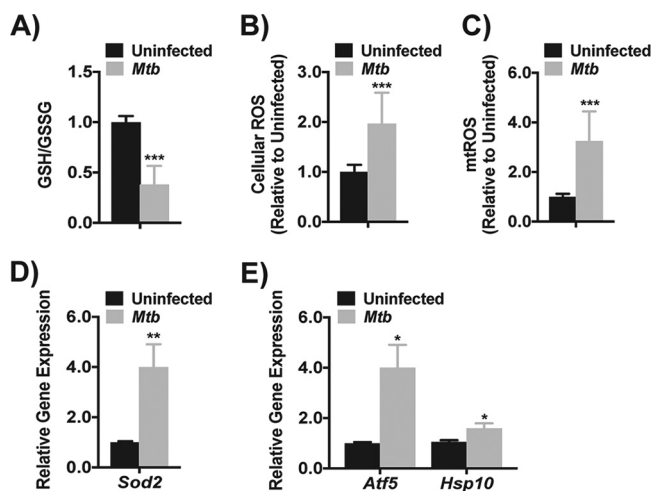 A)
Uninfected
Mtb
GSH/GSSG
1.5
1.0
0.5
0.0
***
B)
Uninfected
Mtb
Cellular ROS
(Relative to Uninfected)
3.0
2.0
1.0
0.0
***
C)
Uninfected
Mtb
mtROS
(Relative to Uninfected)
6.0
4.0
2.0
0.0
***
D)
Uninfected
Mtb
Relative Gene Expression
6.0
4.0
2.0
0.0
**
Sod2
E)
Uninfected
Mtb
Relative Gene Expression
6.0
4.0
2.0
0.0
*
*
Atf5 Hsp10